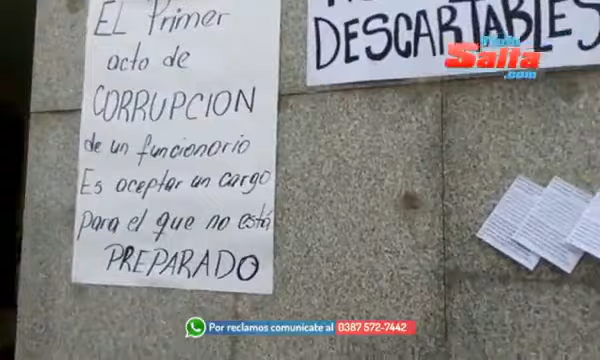 EL Primer
acto de
CORRUPCION
de un funcionario
Es aceptar un cargo
para el que no está
PREPARADO
DESCARTABLES
Salta
.com
Por reclamos comunicate al 0387 572-7442